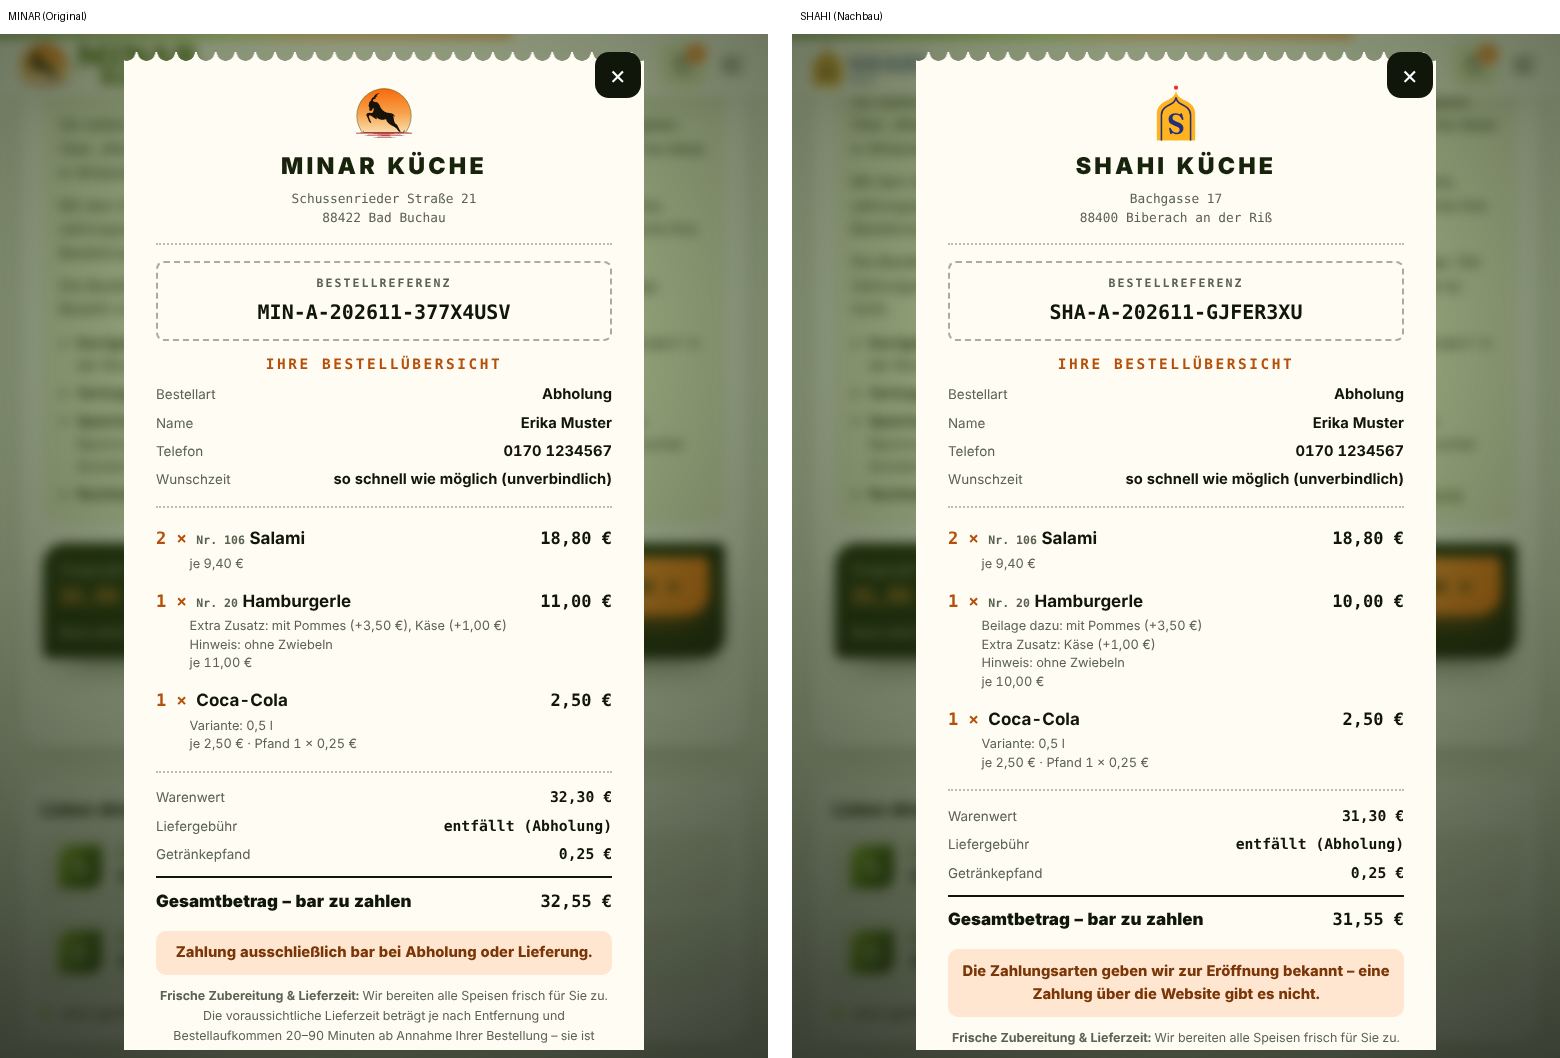 MINAR (Original)
×
MINAR KÜCHE
Schussenrieder Straße 21
88422 Bad Buchau
BESTELLREFERENZ
MIN-A-202611-377X4USV
IHRE BESTELLÜBERSICHT
Bestellart Abholung
Name Erika Muster
Telefon 0170 1234567
Wunschzeit so schnell wie möglich (unverbindlich)
2 × Nr. 106 Salami 18,80 €
je 9,40 €
1 × Nr. 20 Hamburgerle 11,00 €
Extra Zusatz: mit Pommes (+3,50 €), Käse (+1,00 €)
Hinweis: ohne Zwiebeln
je 11,00 €
1 × Coca-Cola 2,50 €
Variante: 0,5 l
je 2,50 € · Pfand 1 × 0,25 €
Warenwert 32,30 €
Liefergebühr entfällt (Abholung)
Getränkepfand 0,25 €
Gesamtbetrag – bar zu zahlen 32,55 €
Zahlung ausschließlich bar bei Abholung oder Lieferung.
Frische Zubereitung & Lieferzeit: Wir bereiten alle Speisen frisch für Sie zu.
Die voraussichtliche Lieferzeit beträgt je nach Entfernung und
Bestellaufkommen 20–90 Minuten ab Annahme Ihrer Bestellung – sie ist
SHAHI (Nachbau)
×
S
SHAHI KÜCHE
Bachgasse 17
88400 Biberach an der Riß
BESTELLREFERENZ
SHA-A-202611-GJFER3XU
IHRE BESTELLÜBERSICHT
Bestellart Abholung
Name Erika Muster
Telefon 0170 1234567
Wunschzeit so schnell wie möglich (unverbindlich)
2 × Nr. 106 Salami 18,80 €
je 9,40 €
1 × Nr. 20 Hamburgerle 10,00 €
Beilage dazu: mit Pommes (+3,50 €)
Extra Zusatz: Käse (+1,00 €)
Hinweis: ohne Zwiebeln
je 10,00 €
1 × Coca-Cola 2,50 €
Variante: 0,5 l
je 2,50 € · Pfand 1 × 0,25 €
Warenwert 31,30 €
Liefergebühr entfällt (Abholung)
Getränkepfand 0,25 €
Gesamtbetrag – bar zu zahlen 31,55 €
Die Zahlungsarten geben wir zur Eröffnung bekannt – eine
Zahlung über die Website gibt es nicht.
Frische Zubereitung & Lieferzeit: Wir bereiten alle Speisen frisch für Sie zu.